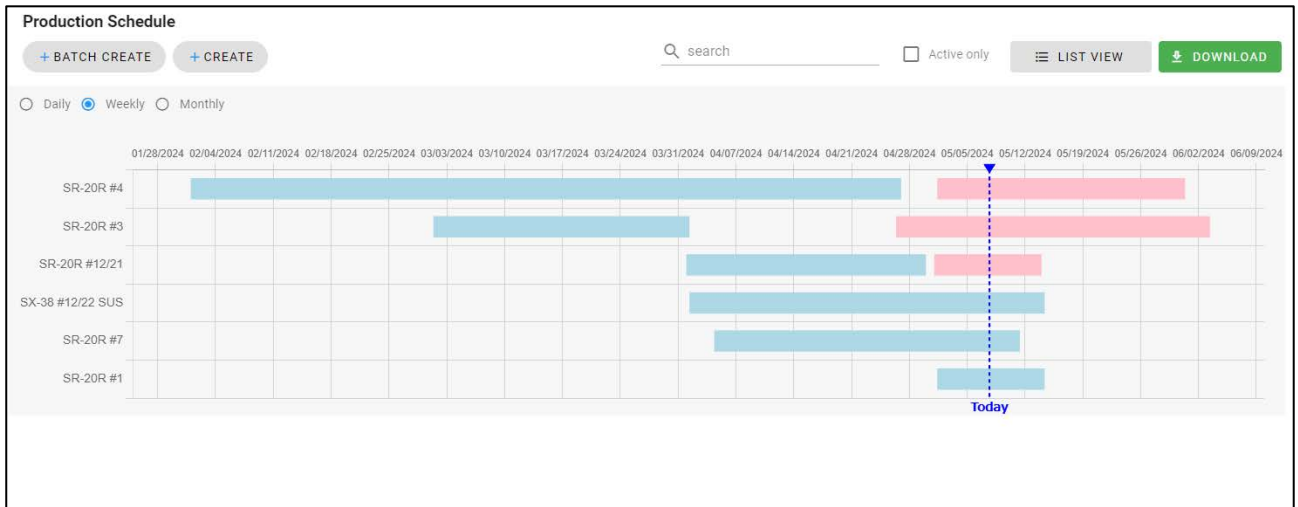 Production Schedule
+ BATCH CREATE + CREATE search Active only LIST VIEW DOWNLOAD
Daily Weekly Monthly
01/28/2024 02/04/2024 02/11/2024 02/18/2024 02/25/2024 03/03/2024 03/10/2024 03/17/2024 03/24/2024 03/31/2024 04/07/2024 04/14/2024 04/21/2024 04/28/2024 05/05/2024 05/12/2024 05/19/2024 05/26/2024 06/02/2024 06/09/2024
SR-20R #4
SR-20R #3
SR-20R #12/21
SX-38 #12/22 SUS
SR-20R #7
SR-20R #1
Today